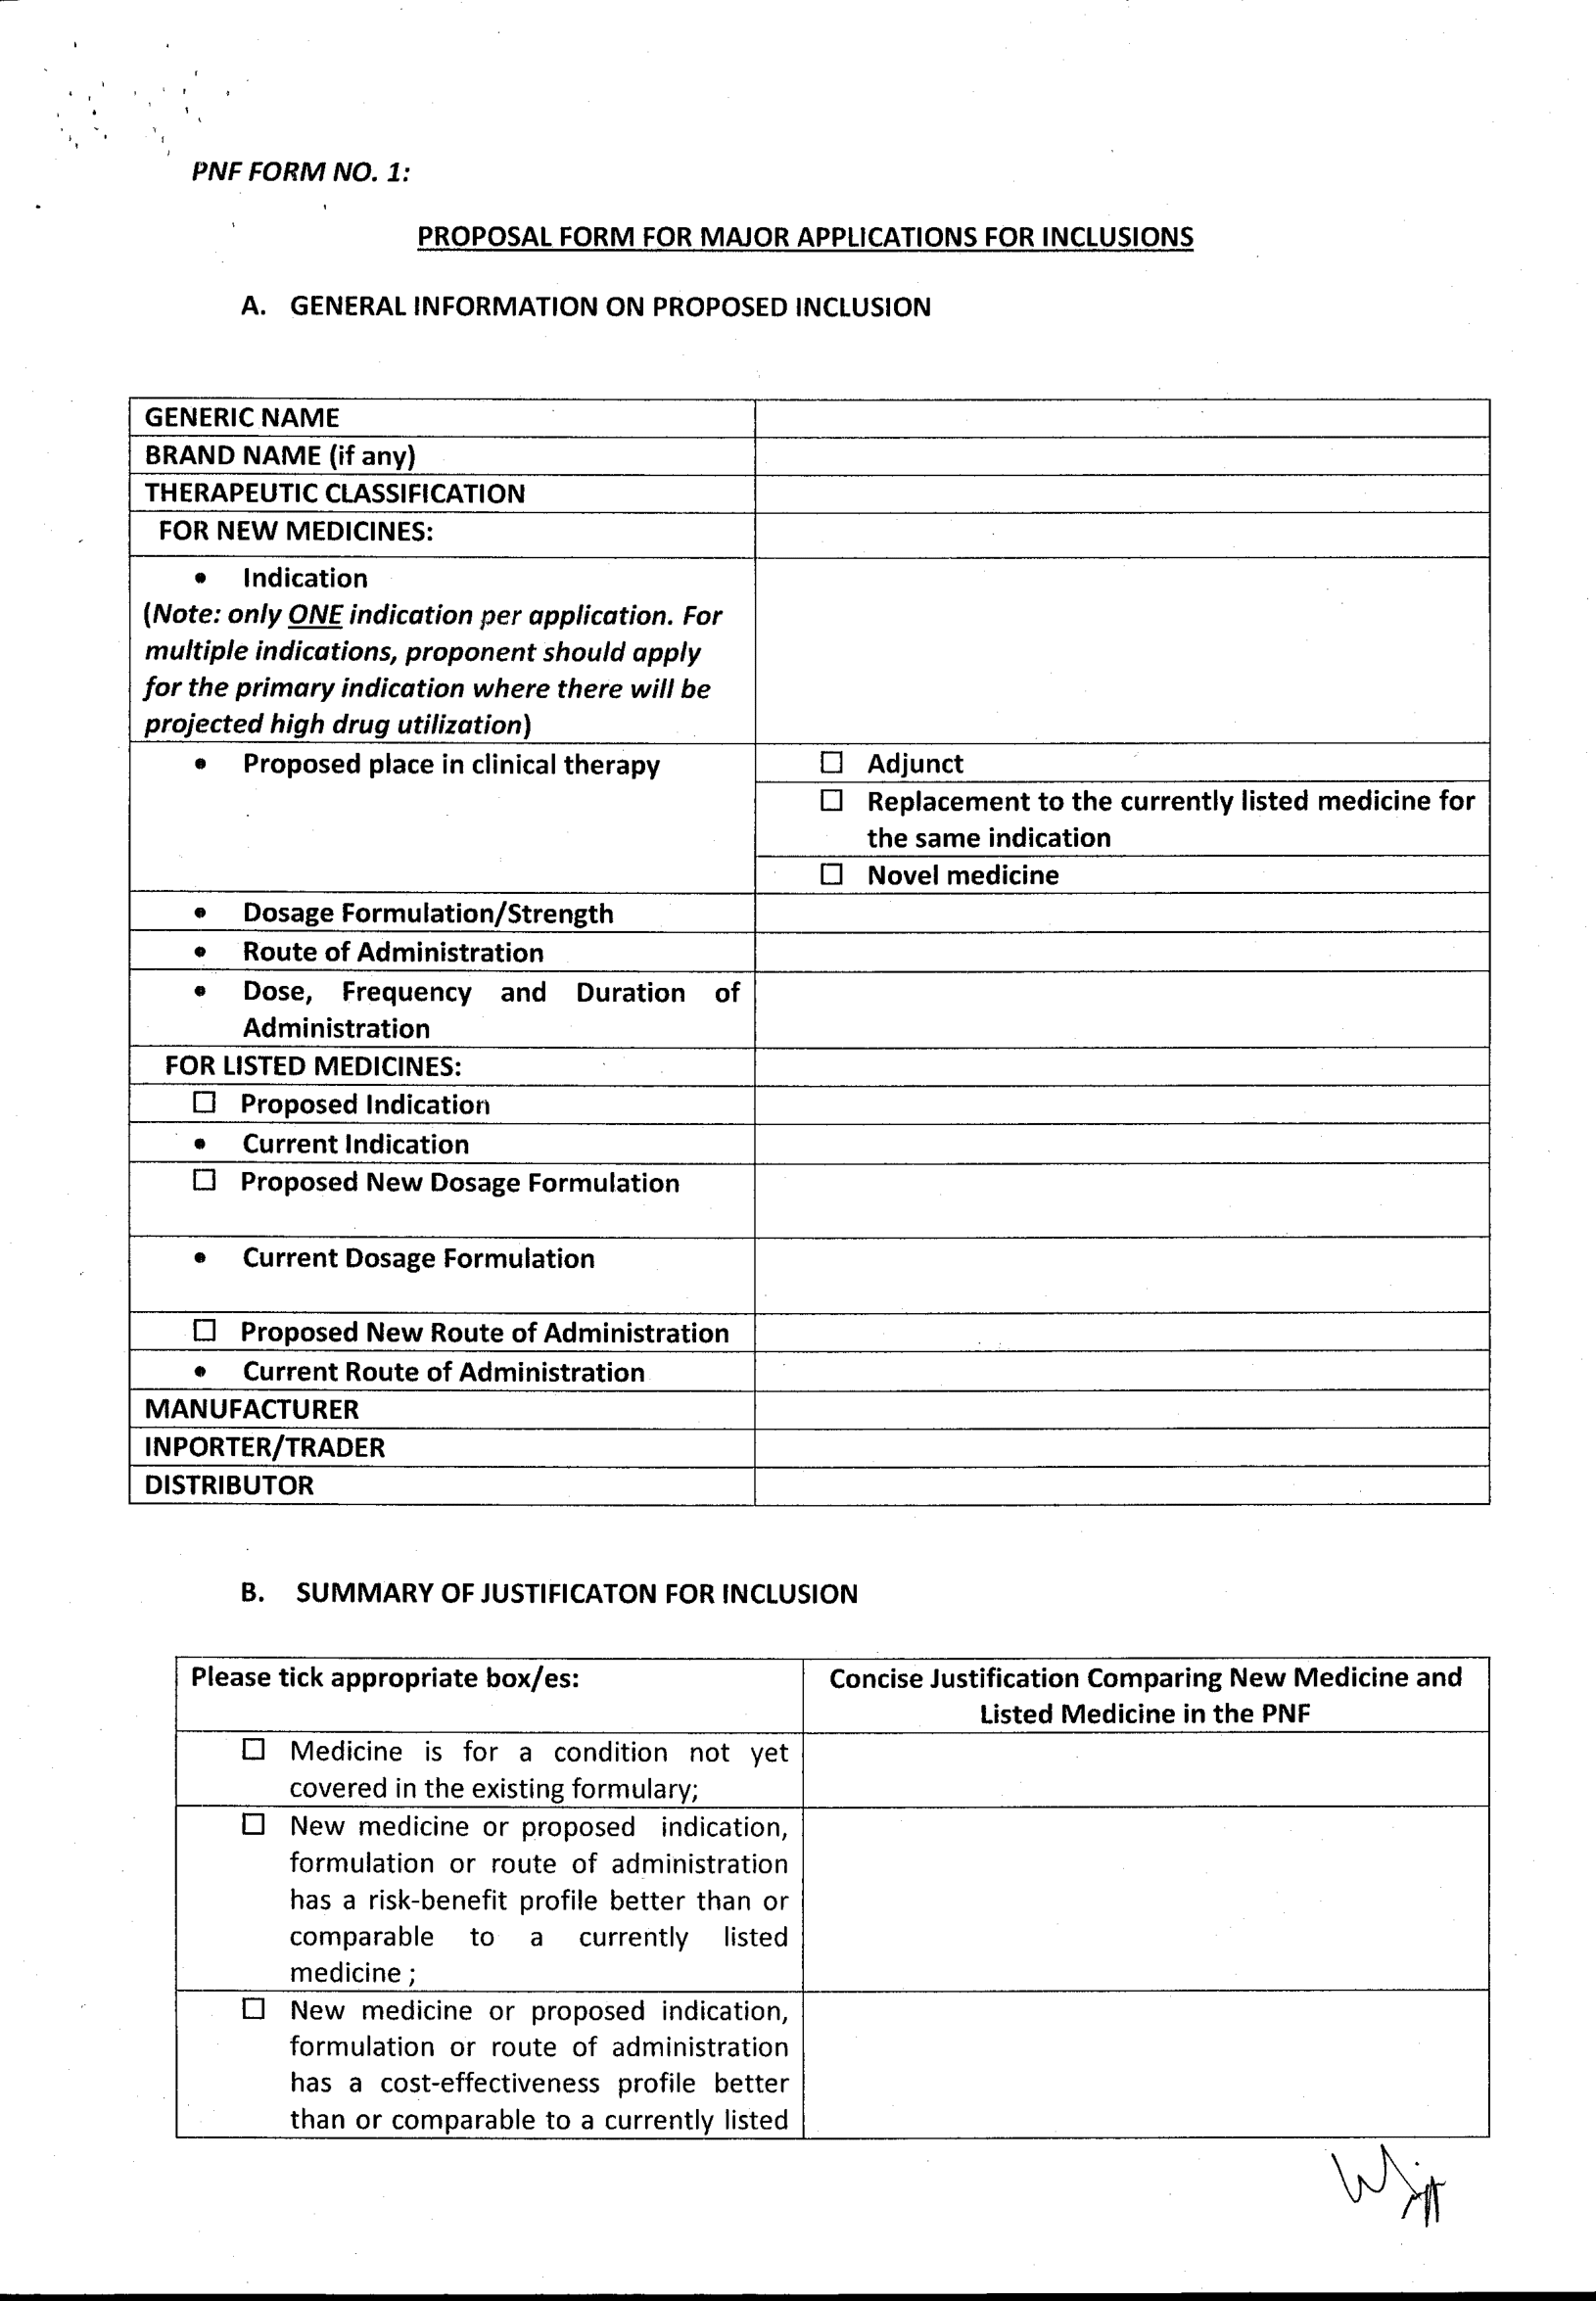 PNF FORM NO. 1:
PROPOSAL FORM FOR MAJOR APPLICATIONS FOR INCLUSIONS
A. GENERAL INFORMATION ON PROPOSED INCLUSION
GENERIC NAME
BRAND NAME (if any)
THERAPEUTIC CLASSIFICATION
FOR NEW MEDICINES:
• Indication
(Note: only ONE indication per application. For
multiple indications, proponent should apply
for the primary indication where there will be
projected high drug utilization)
• Proposed place in clinical therapy
☐ Adjunct
☐ Replacement to the currently listed medicine for
the same indication
☐ Novel medicine
• Dosage Formulation/Strength
• Route of Administration
• Dose, Frequency and Duration of
Administration
FOR LISTED MEDICINES:
☐ Proposed Indication
• Current Indication
☐ Proposed New Dosage Formulation
• Current Dosage Formulation
☐ Proposed New Route of Administration
• Current Route of Administration
MANUFACTURER
INPORTER/TRADER
DISTRIBUTOR
B. SUMMARY OF JUSTIFICATON FOR INCLUSION
Please tick appropriate box/es:
Concise Justification Comparing New Medicine and
Listed Medicine in the PNF
☐ Medicine is for a condition not yet
covered in the existing formulary;
☐ New medicine or proposed indication,
formulation or route of administration
has a risk-benefit profile better than or
comparable to a currently listed
medicine ;
☐ New medicine or proposed indication,
formulation or route of administration
has a cost-effectiveness profile better
than or comparable to a currently listed